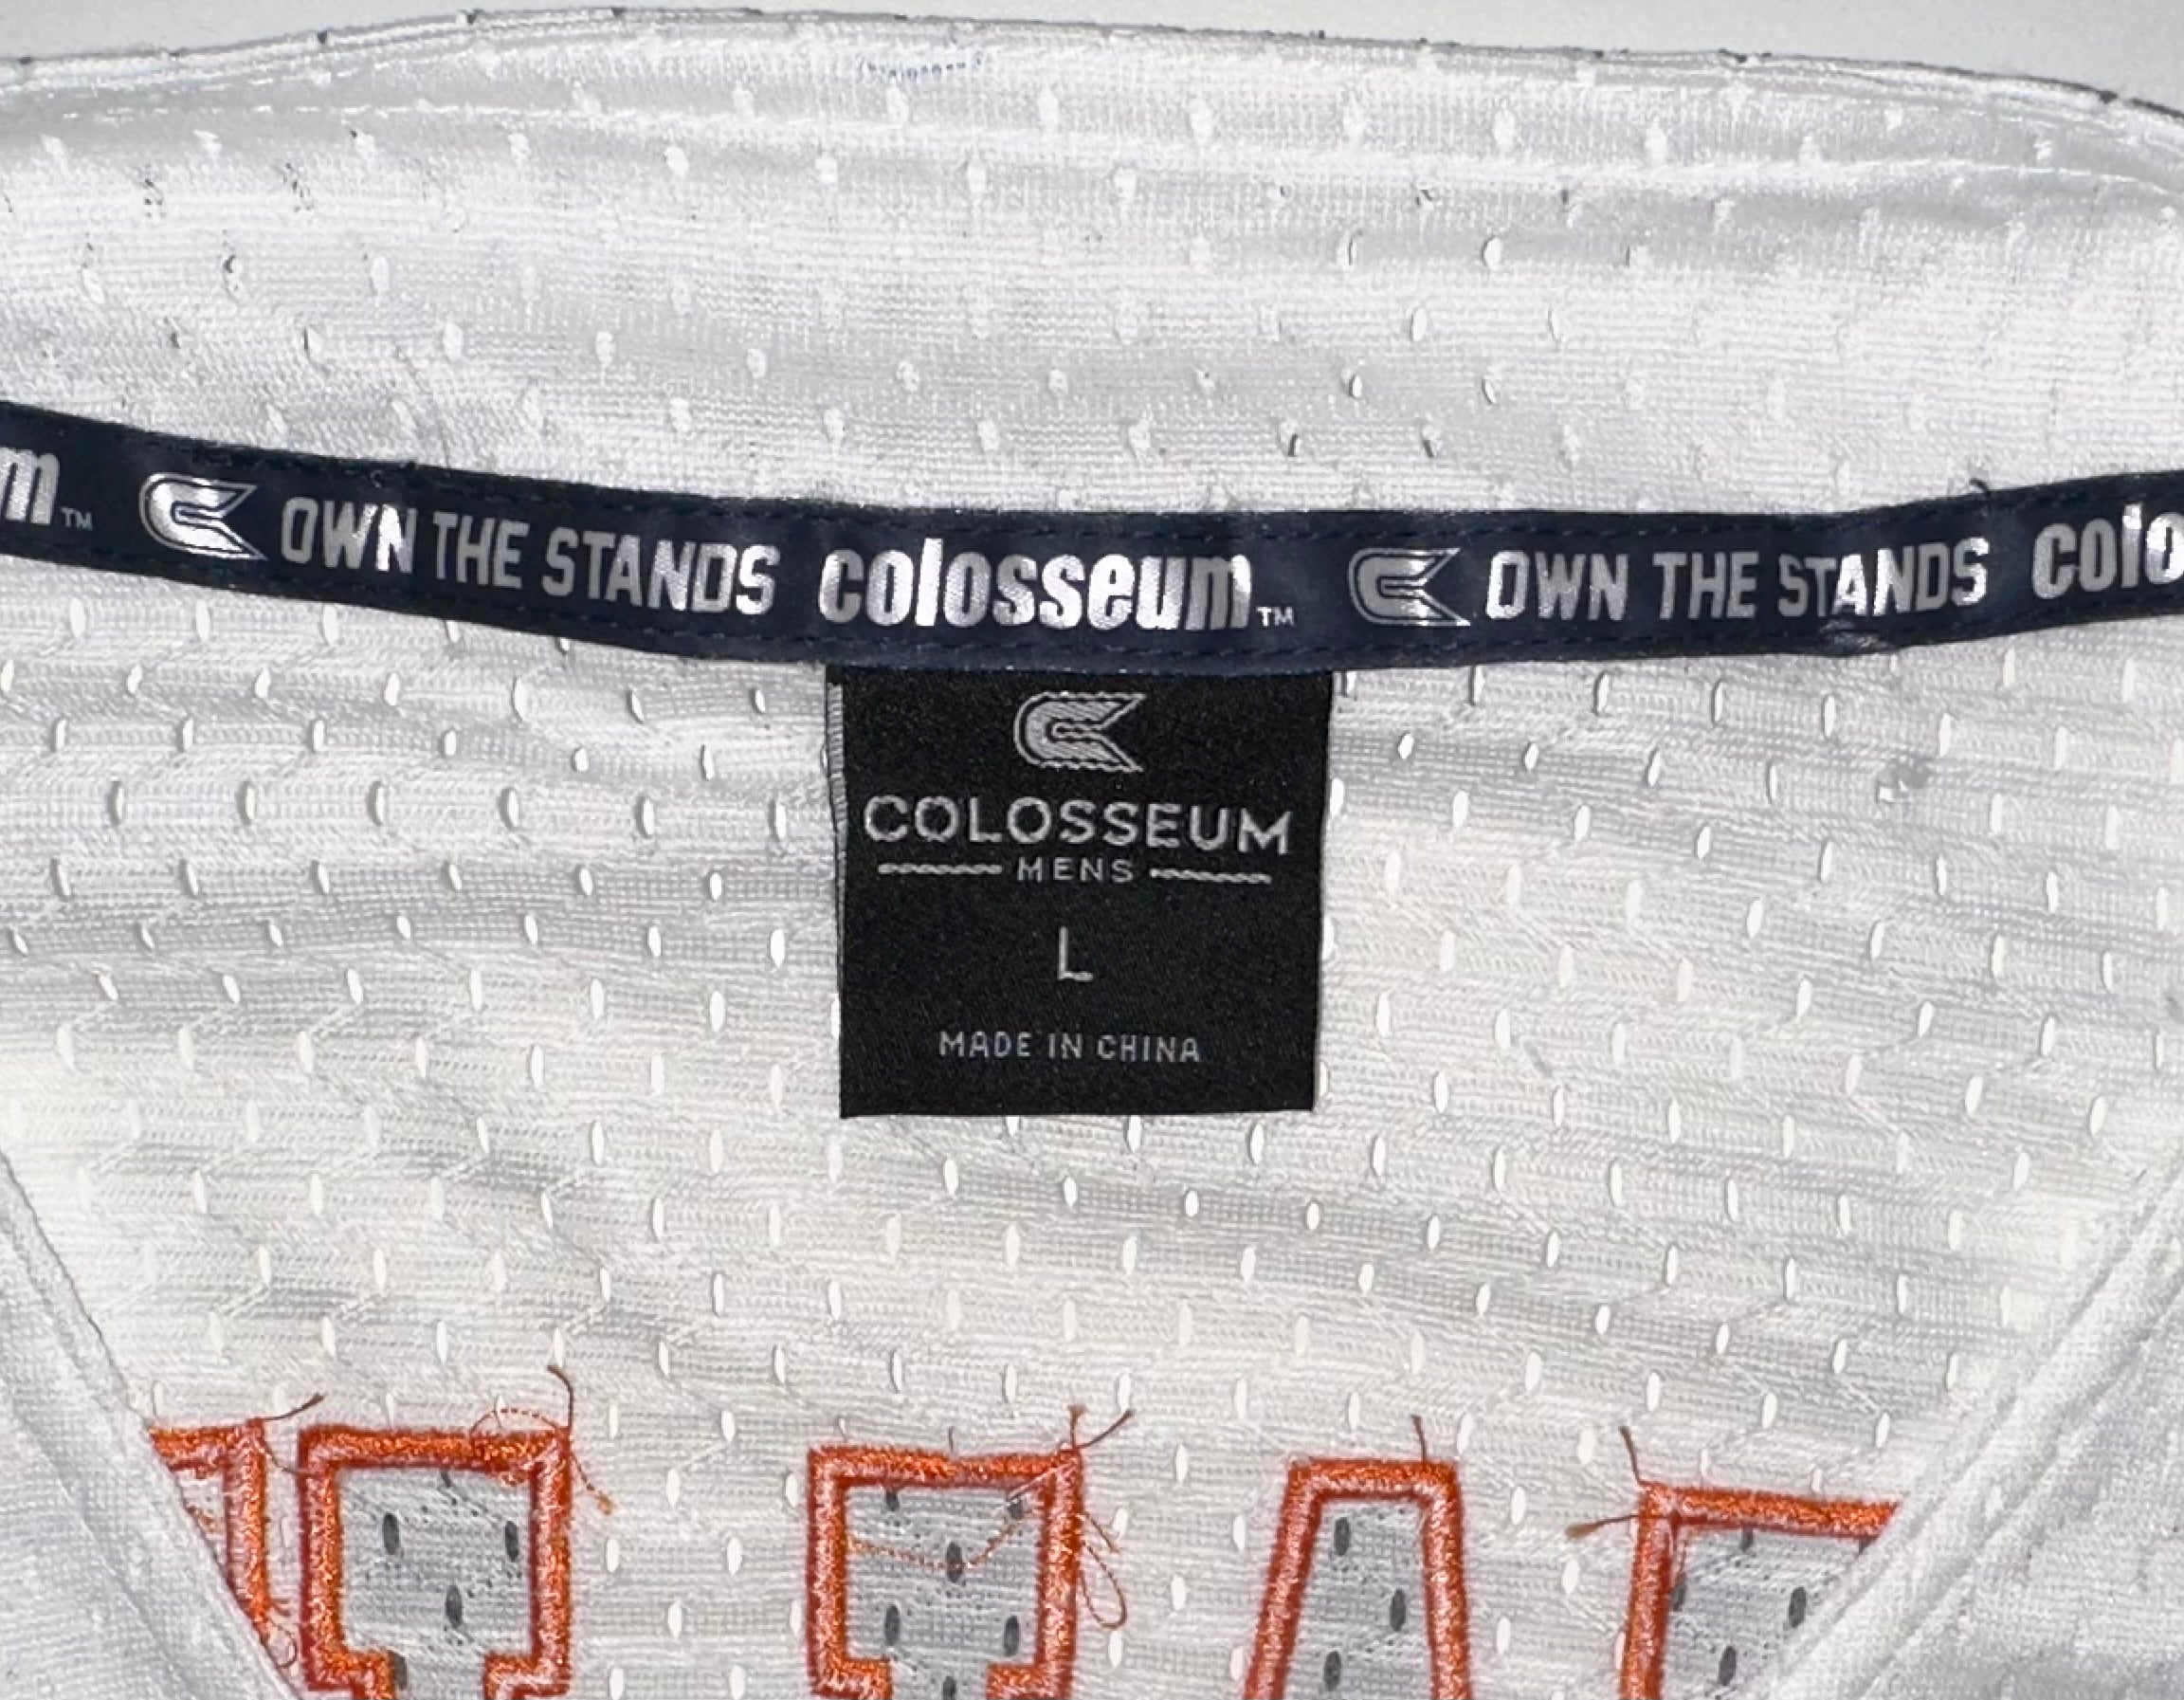 m™ OWN THE STANDS colosseum™ OWN THE STANDS colo
COLOSSEUM
MENS
L
MADE IN CHINA